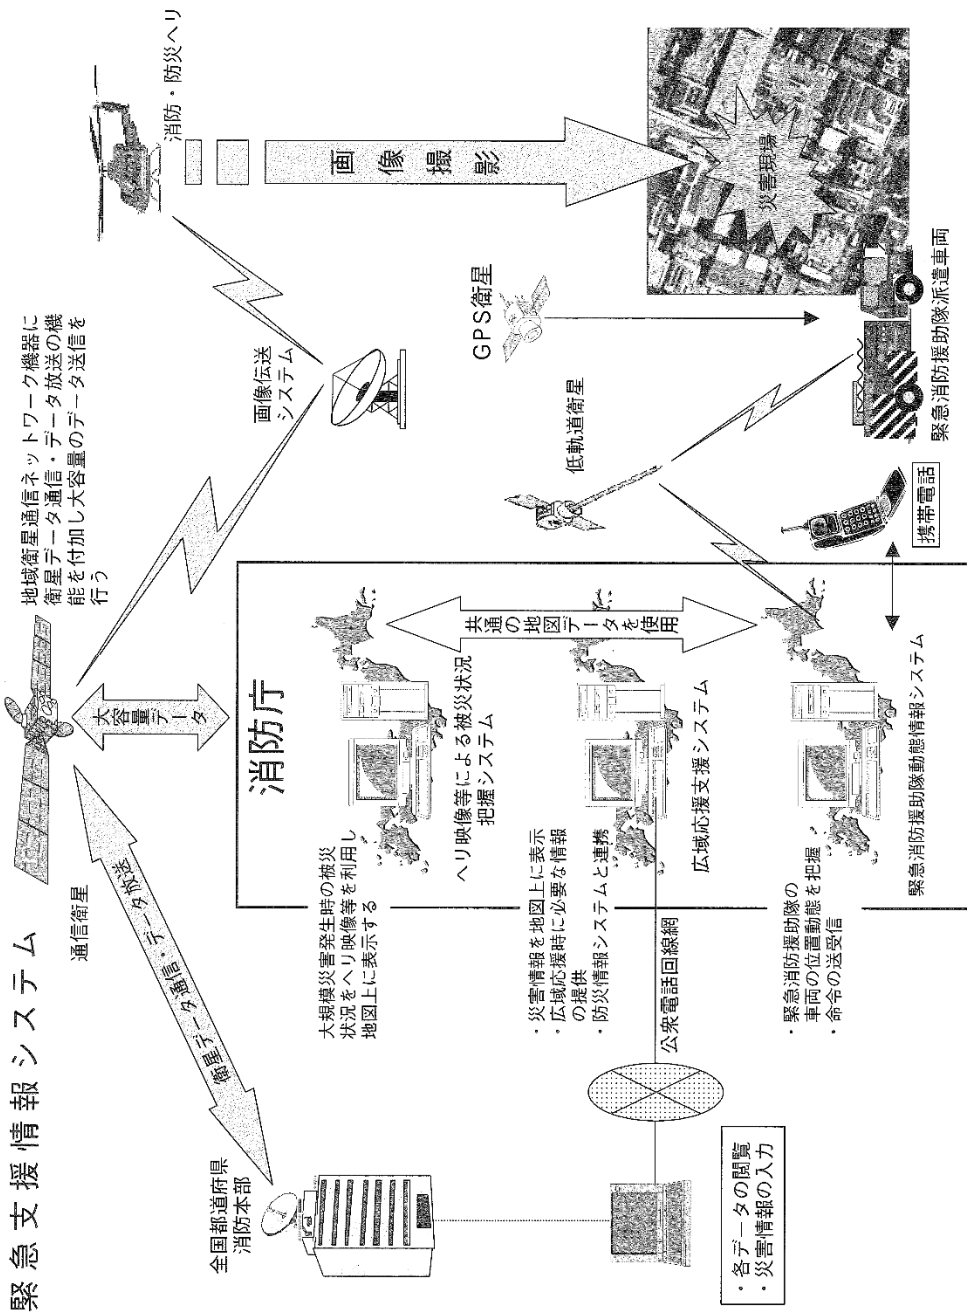 緊急支援情報システム
通信衛星
地域衛星通信ネットワーク機器に
衛星データ通信・データ放送の機
能を付加し大容量のデータ送信を
行う
消防・防災ヘリ
大容量データ
衛星データ通信・データ放送
画像伝送
システム
画像撮影
全国都道府県
消防本部
消防庁
大規模災害発生時の被災
状況をヘリ映像等を利用し
地図上に表示する
ヘリ映像等による被災状況
把握システム
共通の地図データを使用
GPS衛星
低軌道衛星
災害現場
・災害情報を地図上に表示
・広域応援時に必要な情報
の提供
・防災情報システムと連携
広域応援支援システム
公衆電話回線網
・各データの閲覧
・災害情報の入力
・緊急消防援助隊の
車両の位置動態を把握
・命令の送受信
緊急消防援助隊動態情報システム
携帯電話
緊急消防援助隊派遣車両